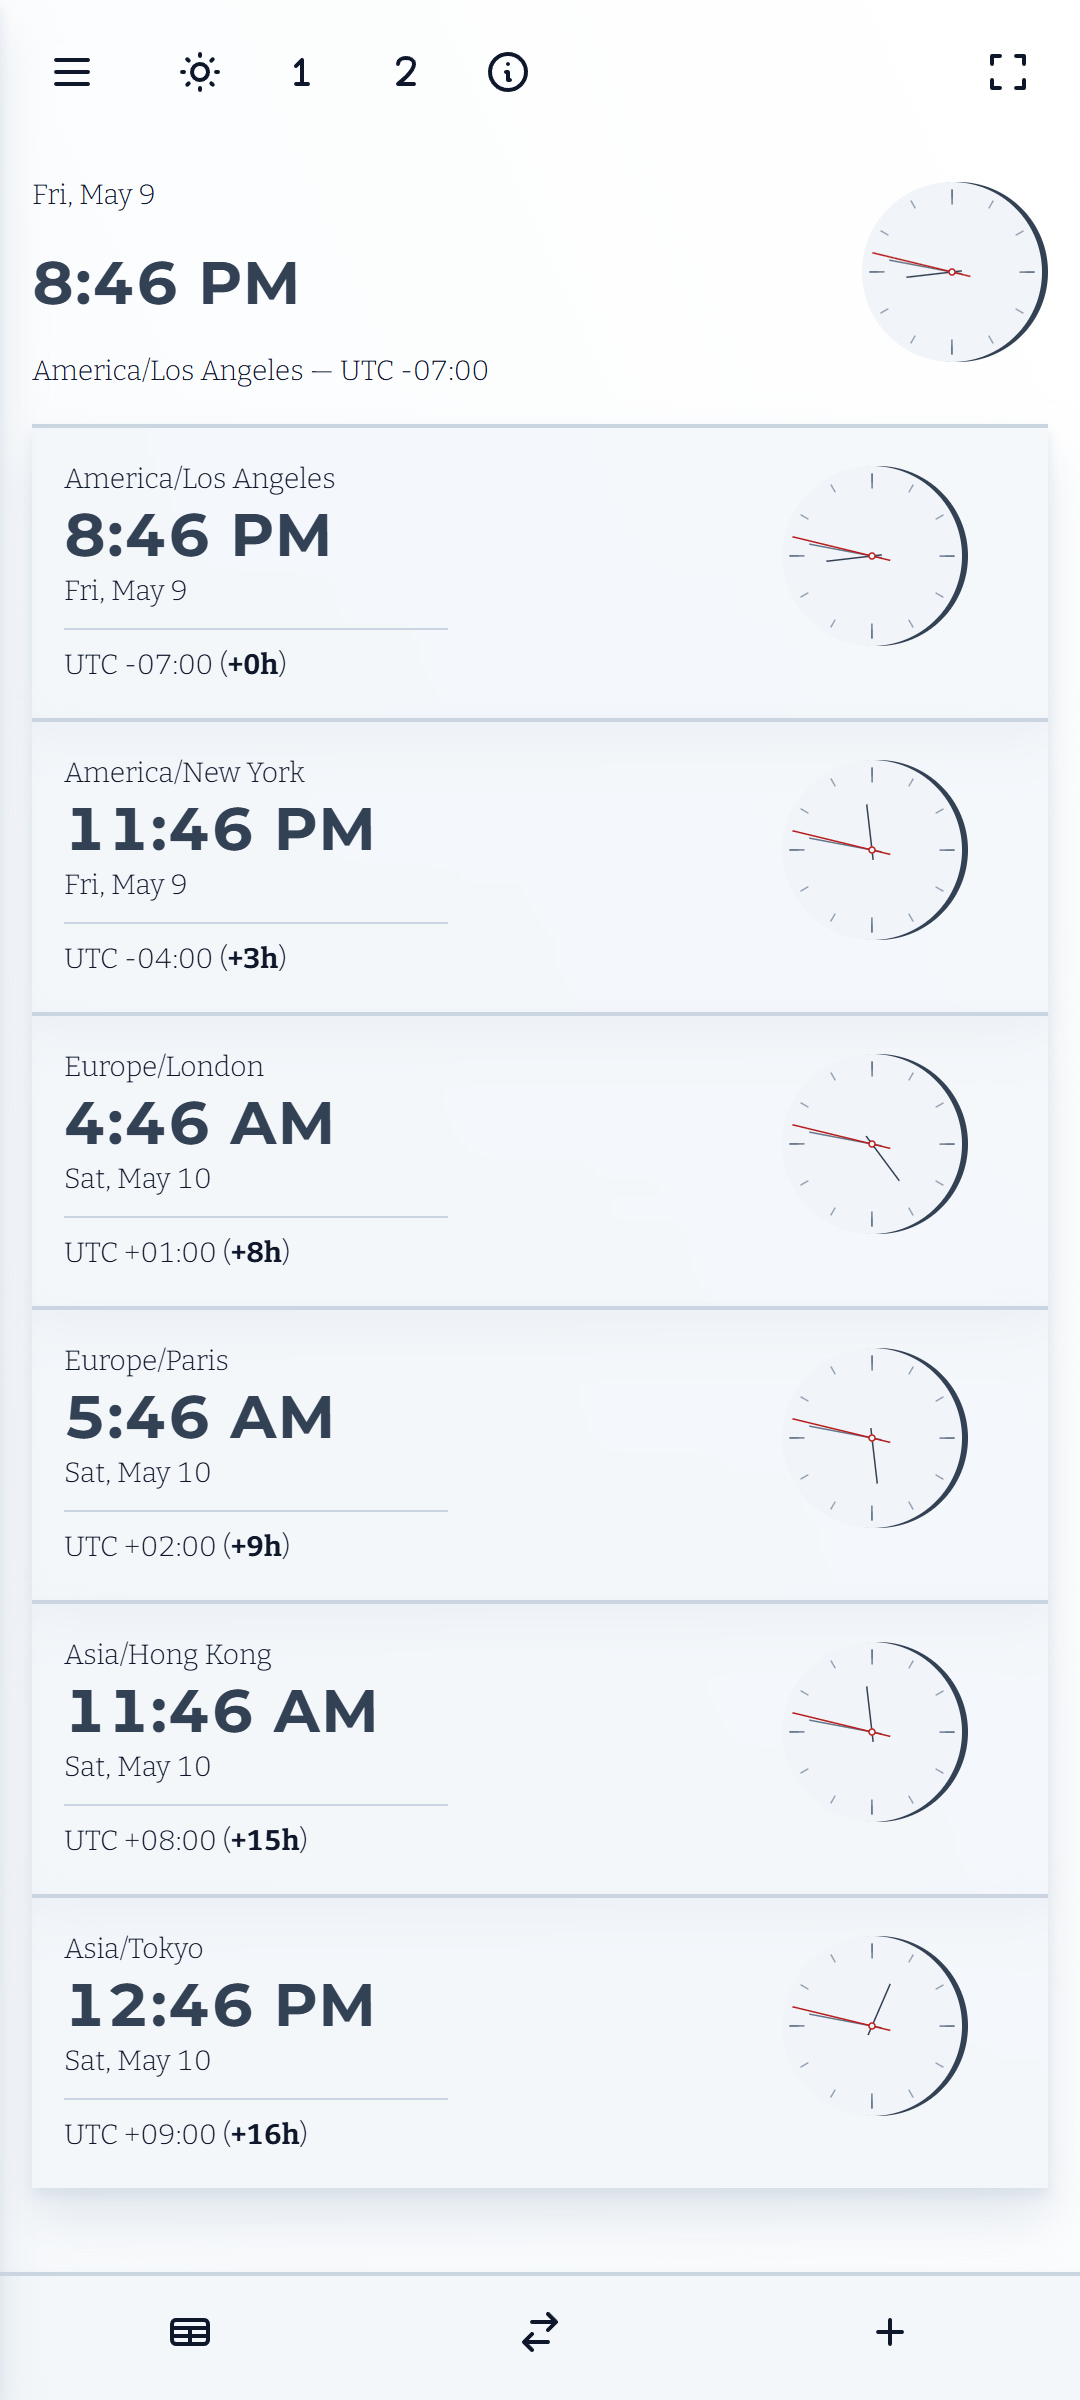 1 2
Fri, May 9
8:46 PM
America/Los Angeles — UTC -07:00
America/Los Angeles
8:46 PM
Fri, May 9
UTC -07:00 (+0h)
America/New York
11:46 PM
Fri, May 9
UTC -04:00 (+3h)
Europe/London
4:46 AM
Sat, May 10
UTC +01:00 (+8h)
Europe/Paris
5:46 AM
Sat, May 10
UTC +02:00 (+9h)
Asia/Hong Kong
11:46 AM
Sat, May 10
UTC +08:00 (+15h)
Asia/Tokyo
12:46 PM
Sat, May 10
UTC +09:00 (+16h)